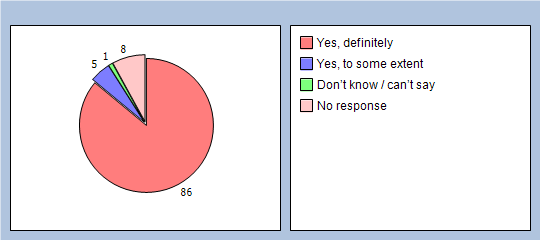 8
1
5
86
Yes, definitely
Yes, to some extent
Don't know / can't say
No response